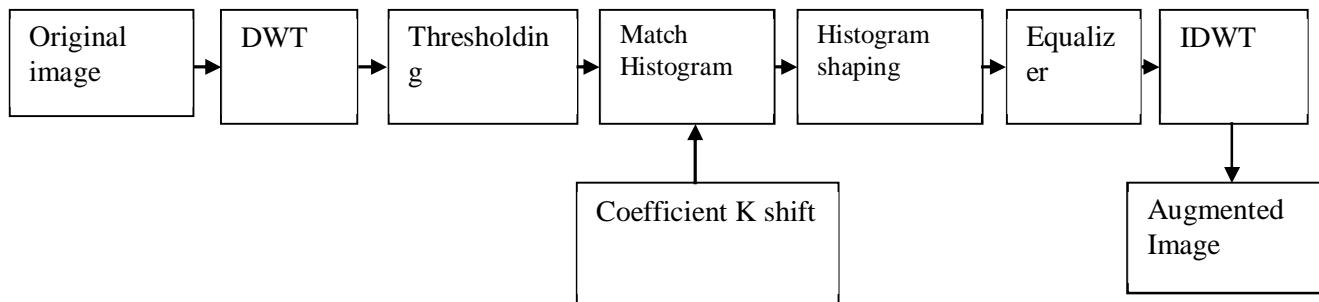 Original
image
DWT
Thresholdin
g
Match
Histogram
Histogram
shaping
Equaliz
er
IDWT
Coefficient K shift
Augmented
Image